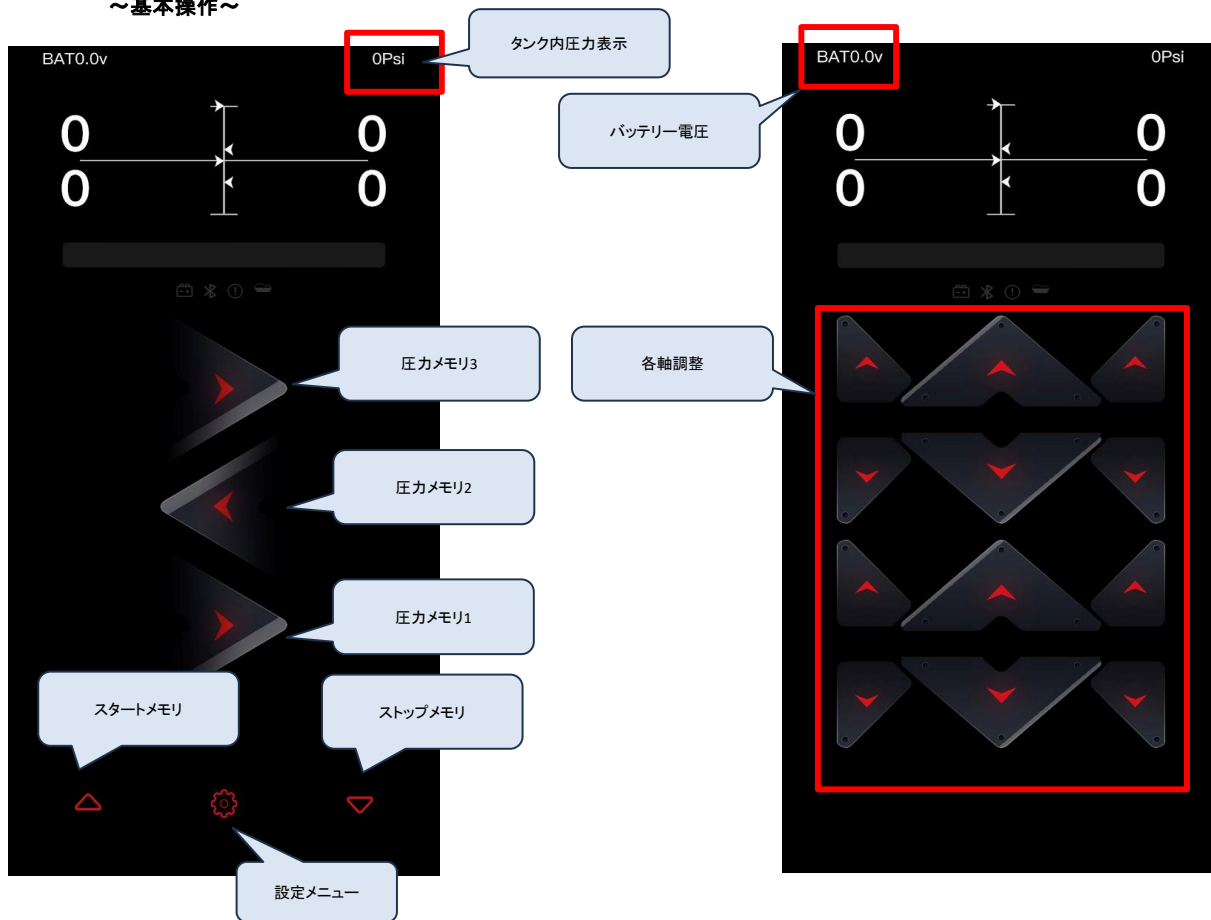 ～基本操作～
BAT0.0v
0Psi
タンク内圧力表示
0
0
0
0
圧力メモリ3
圧力メモリ2
圧力メモリ1
スタートメモリ
ストップメモリ
設定メニュー
BAT0.0v
0Psi
バッテリー電圧
0
0
0
0
各軸調整